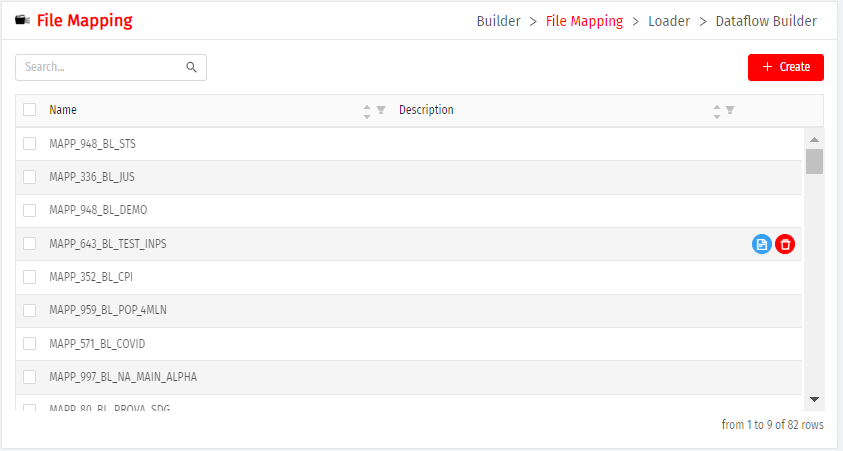 File Mapping
Builder > File Mapping > Loader > Dataflow Builder
Search...
+ Create
Name
Description
MAPP_948_BL_STS
MAPP_336_BL_JUS
MAPP_948_BL_DEMO
MAPP_643_BL_TEST_INPS
MAPP_352_BL_CPI
MAPP_959_BL_POP_4MLN
MAPP_571_BL_COVID
MAPP_997_BL_NA_MAIN_ALPHA
MAPP_80_BL_PROVA_SDG
from 1 to 9 of 82 rows